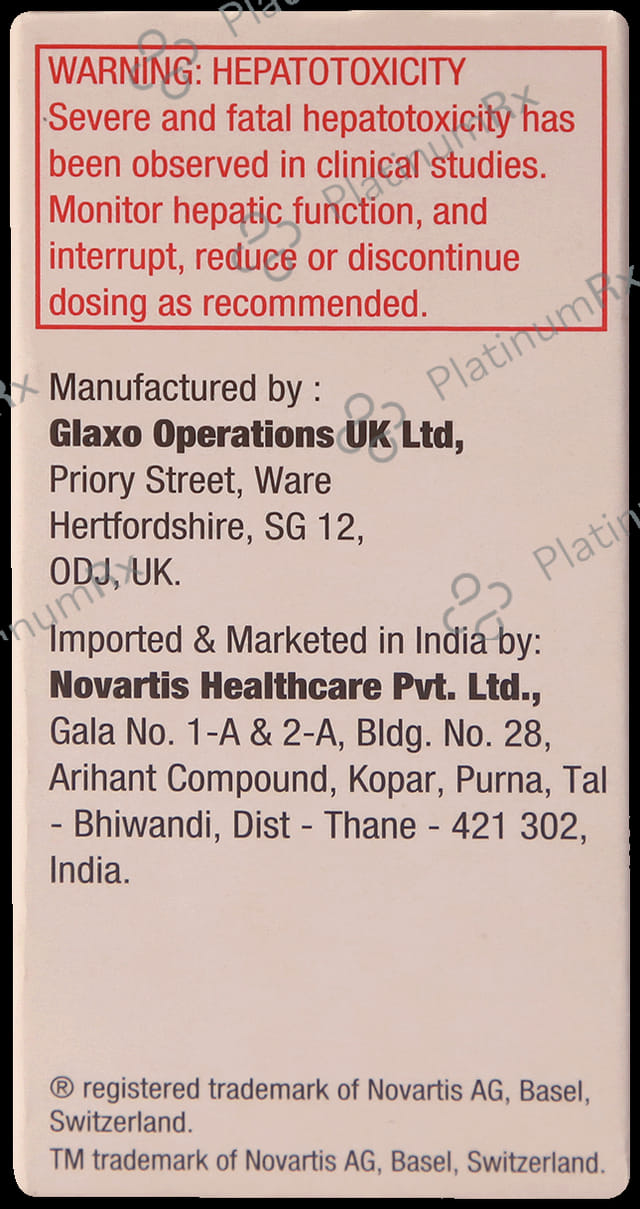 WARNING: HEPATOTOXICITY
Severe and fatal hepatotoxicity has
been observed in clinical studies.
Monitor hepatic function, and
interrupt, reduce or discontinue
dosing as recommended.
Manufactured by :
Glaxo Operations UK Ltd,
Priory Street, Ware
Hertfordshire, SG 12,
ODJ, UK.
Imported & Marketed in India by:
Novartis Healthcare Pvt. Ltd.,
Gala No. 1-A & 2-A, Bldg. No. 28,
Arihant Compound, Kopar, Purna, Tal
- Bhiwandi, Dist - Thane - 421 302,
India.
® registered trademark of Novartis AG, Basel,
Switzerland.
TM trademark of Novartis AG, Basel, Switzerland.
PlatinumRx
PlatinumRx